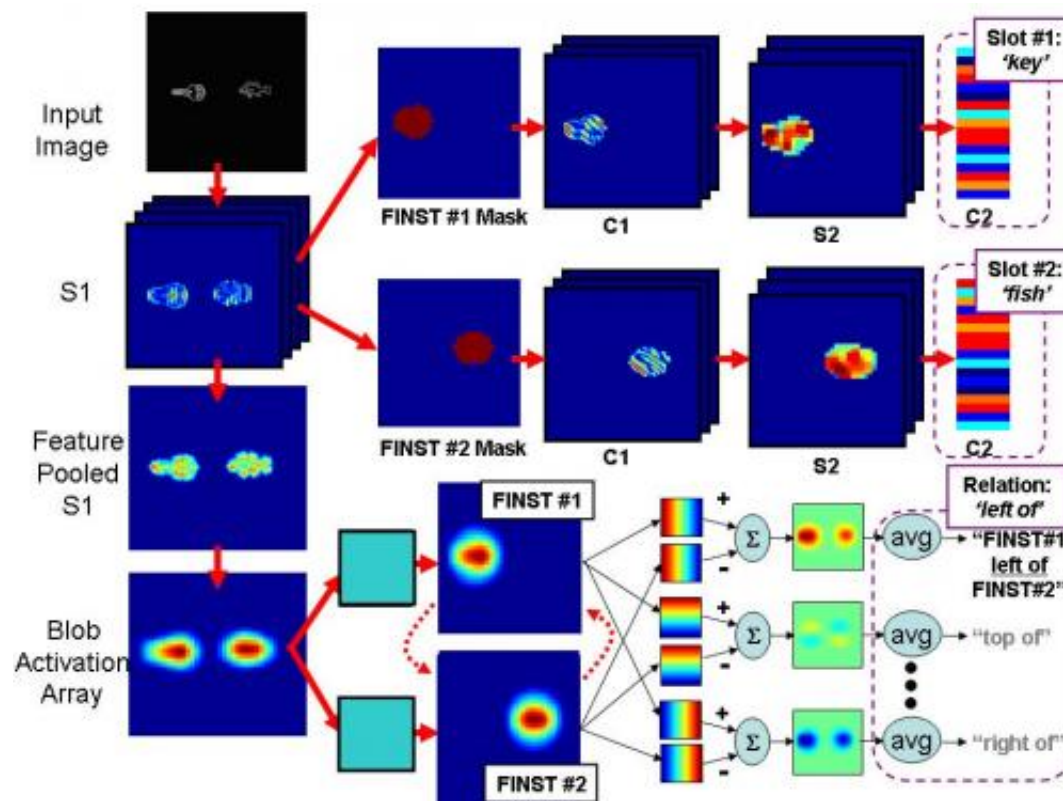 Input
Image
S1
Feature
Pooled
S1
Blob
Activation
Array
FINST #1 Mask
C1
S2
C2
Slot #1:
'key'
FINST #2 Mask
C1
S2
C2
Slot #2:
'fish'
FINST #1
FINST #2
+
-
Σ
+
-
Σ
+
-
Σ
Relation:
'left of'
avg
"FINST#1
left of
FINST#2"
avg
"top of"
avg
"right of"